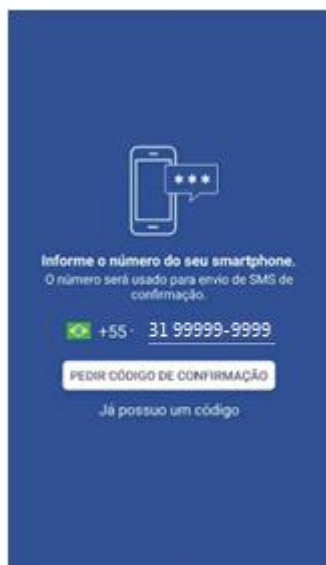 ***
Informe o número do seu smartphone.
O número será usado para envio de SMS de
confirmação.
+55 31 99999-9999
PEDIR CÓDIGO DE CONFIRMAÇÃO
Já possuo um código